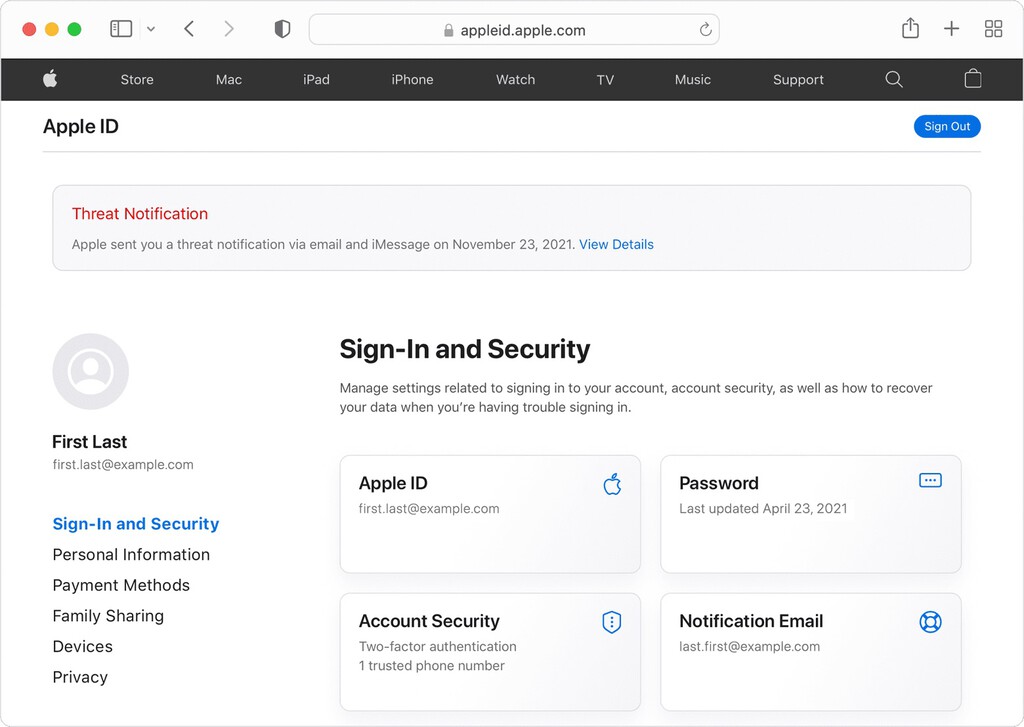 appleid.apple.com
Store Mac iPad iPhone Watch TV Music Support
Apple ID
Sign Out
Threat Notification
Apple sent you a threat notification via email and iMessage on November 23, 2021. View Details
First Last
first.last@example.com
Sign-In and Security
Personal Information
Payment Methods
Family Sharing
Devices
Privacy
Sign-In and Security
Manage settings related to signing in to your account, account security, as well as how to recover
your data when you’re having trouble signing in.
Apple ID
first.last@example.com
Password
Last updated April 23, 2021
Account Security
Two-factor authentication
1 trusted phone number
Notification Email
last.first@example.com